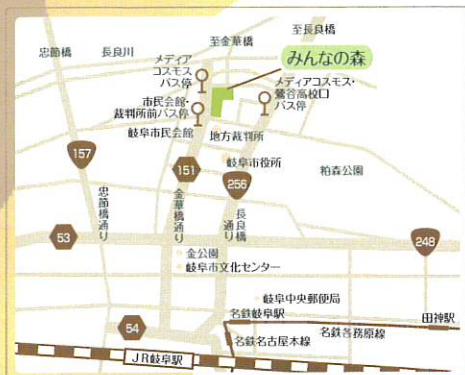 忠節橋
長良川
至金華橋
至長良橋
メディア
コスモス
バス停
みんなの森
メディアコスモス・
鶯谷高校口
バス停
市民会館・
裁判所前バス停
岐阜市民会館
地方裁判所
岐阜市役所
粕森公園
157
151
256
忠節橋通り
金華橋通り
長良橋通り
53
248
金公園
岐阜市文化センター
岐阜中央郵便局
名鉄岐阜駅
田神駅
名鉄各務原線
54
名鉄名古屋本線
JR岐阜駅